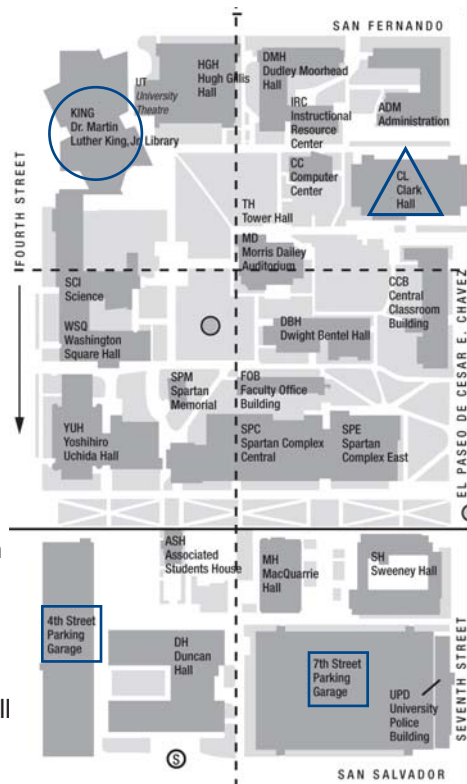 SAN FERNANDO
UT
University
Theatre
HGH
Hugh Gillis
Hall
DMH
Dudley Moorhead
Hall
KING
Dr. Martin
Luther King, Jr. Library
IRC
Instructional
Resource
Center
ADM
Administration
CC
Computer
Center
CL
Clark
Hall
TH
Tower Hall
FOURTH STREET
MD
Morris Dailey
Auditorium
SCI
Science
CCB
Central
Classroom
Building
WSQ
Washington
Square Hall
DBH
Dwight Bentel Hall
EL PASEO DE CESAR E. CHAVEZ
SPM
Spartan
Memorial
FOB
Faculty Office
Building
YUH
Yoshihiro
Uchida Hall
SPC
Spartan Complex
Central
SPE
Spartan
Complex East
ASH
Associated
Students House
MH
MacQuarrie
Hall
SH
Sweeney Hall
4th Street
Parking
Garage
DH
Duncan
Hall
7th Street
Parking
Garage
UPD
University
Police
Building
SEVENTH STREET
S
SAN SALVADOR